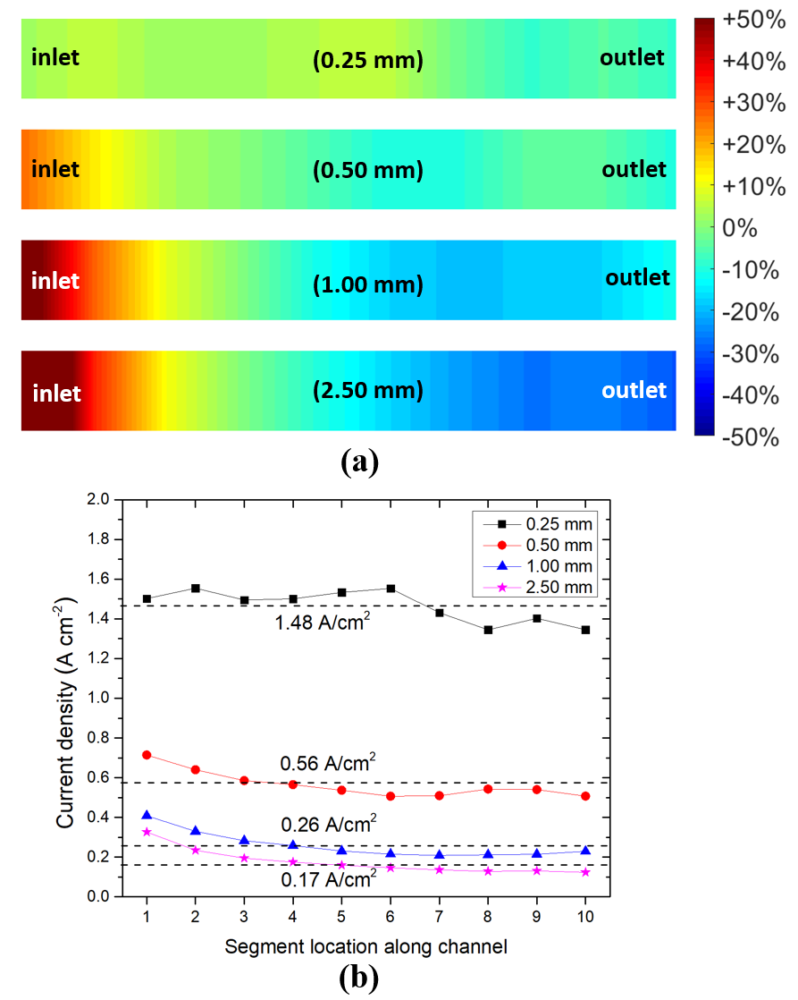 inlet (0.25 mm) outlet
inlet (0.50 mm) outlet
inlet (1.00 mm) outlet
inlet (2.50 mm) outlet
+50%
+40%
+30%
+20%
+10%
0%
-10%
-20%
-30%
-40%
-50%
(a)
Current density (A cm⁻²)
2.0
1.8
1.6
1.4
1.2
1.0
0.8
0.6
0.4
0.2
0.0
0.25 mm
0.50 mm
1.00 mm
2.50 mm
1.48 A/cm²
0.56 A/cm²
0.26 A/cm²
0.17 A/cm²
1 2 3 4 5 6 7 8 9 10
Segment location along channel
(b)